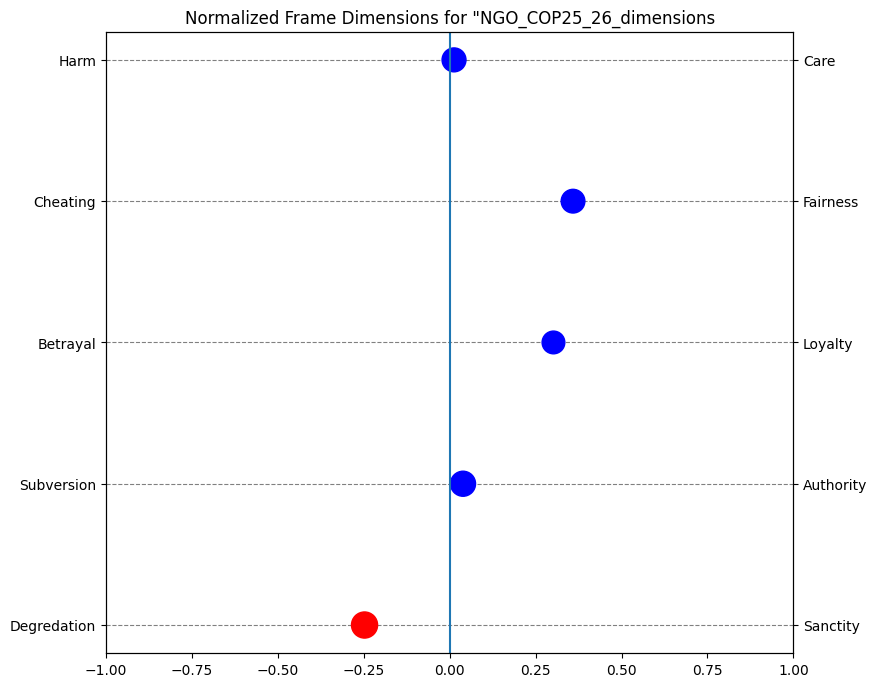 Normalized Frame Dimensions for "NGO_COP25_26_dimensions
Harm Care
Cheating Fairness
Betrayal Loyalty
Subversion Authority
Degredation Sanctity
−1.00 −0.75 −0.50 −0.25 0.00 0.25 0.50 0.75 1.00